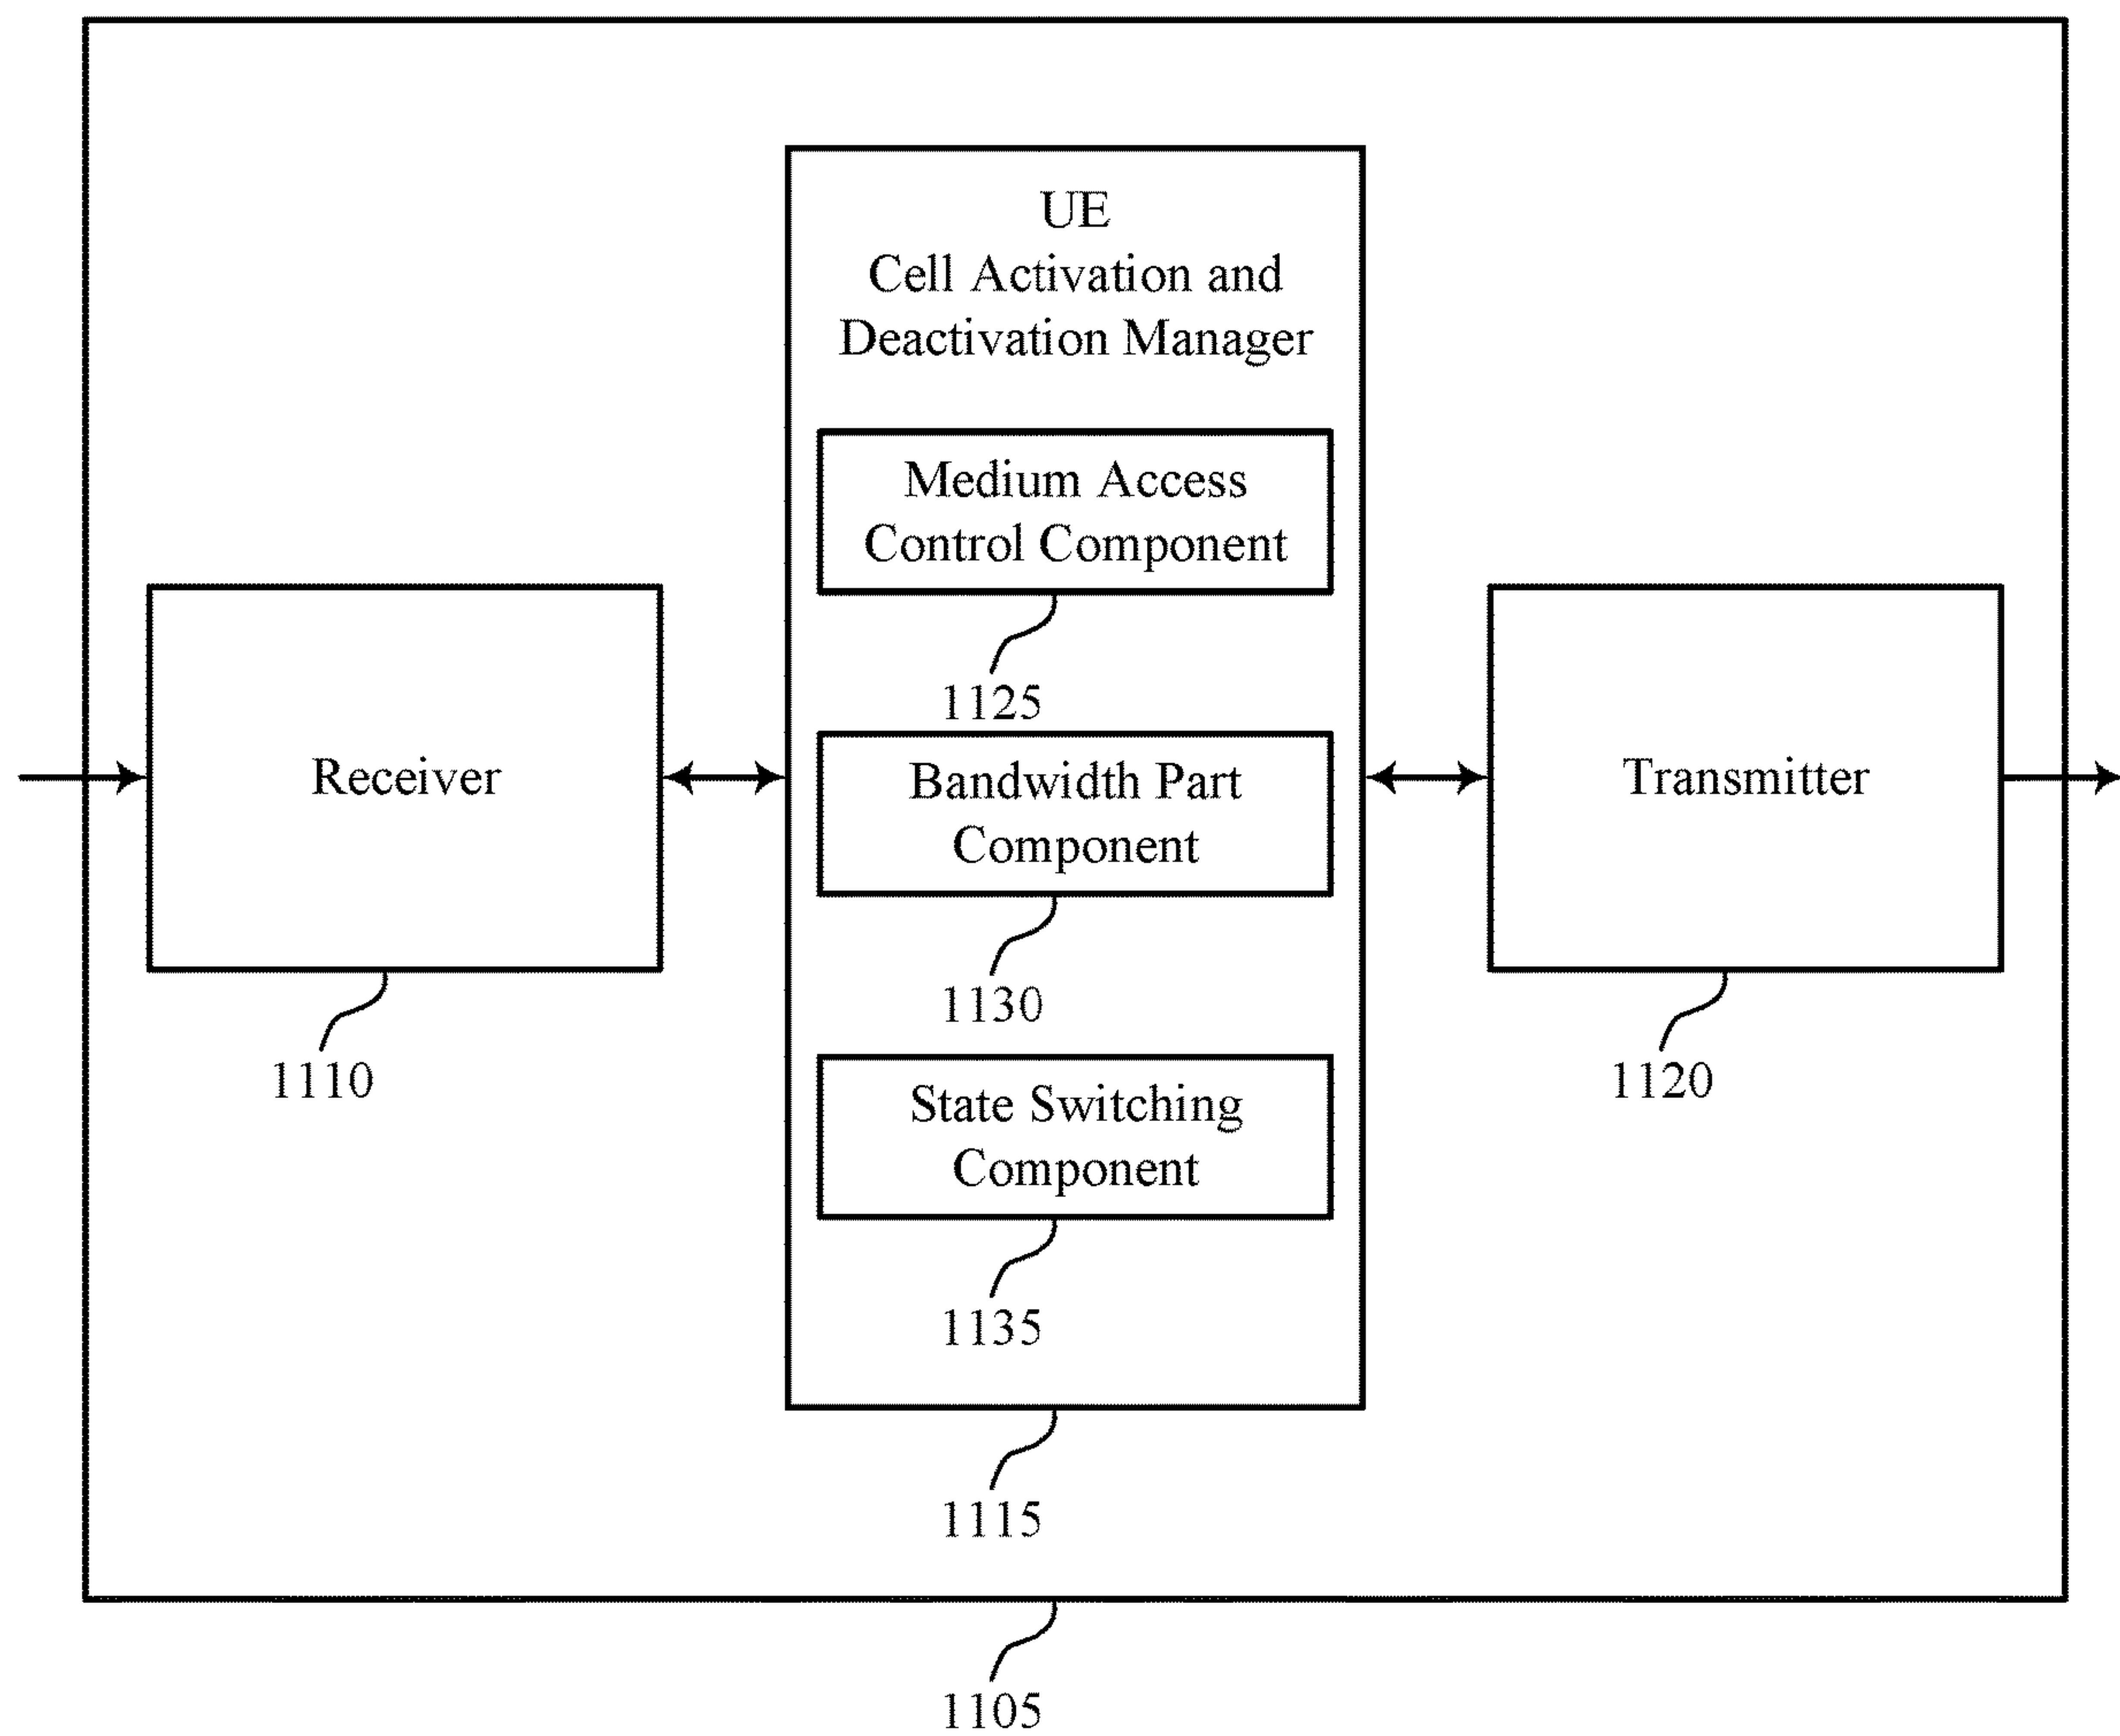 UE
Cell Activation and
Deactivation Manager
Medium Access
Control Component
1125
Receiver
1110
Bandwidth Part
Component
1130
Transmitter
1120
State Switching
Component
1135
1115
1105